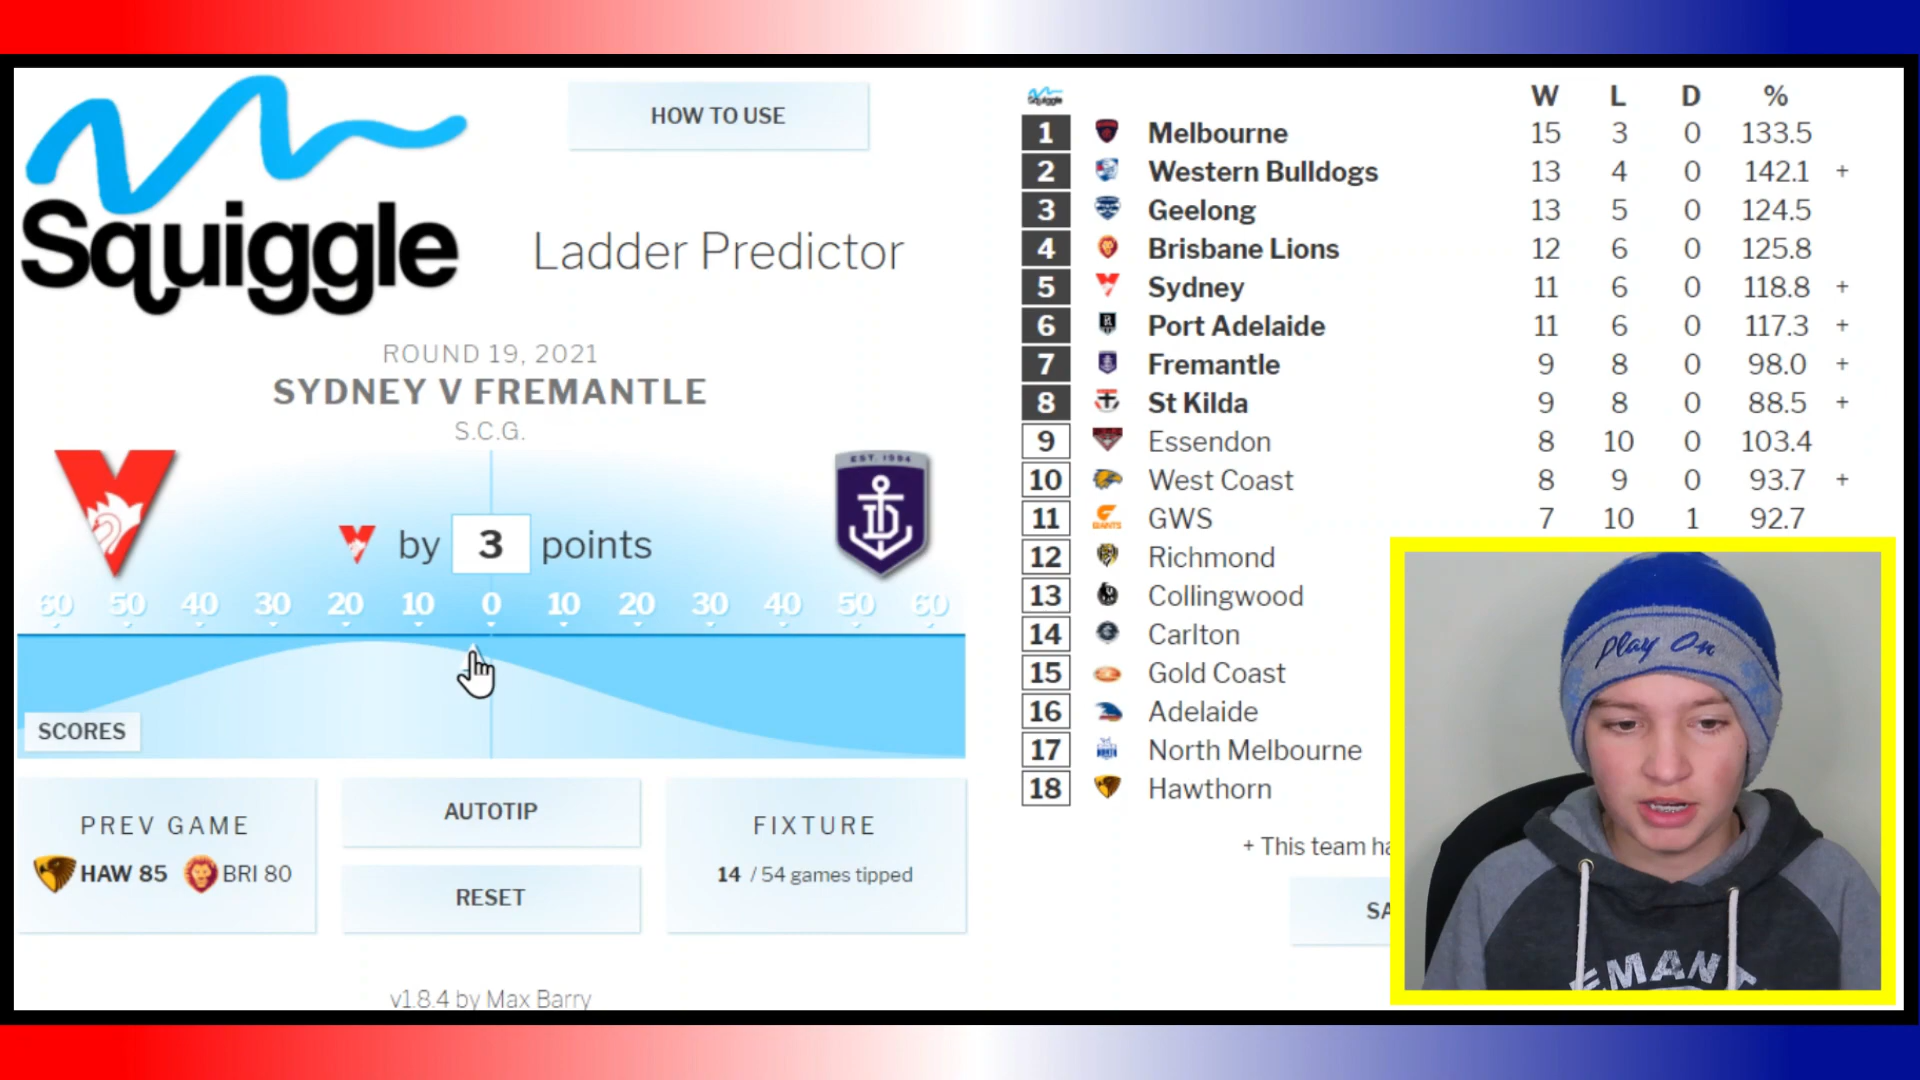 Squiggle
HOW TO USE
Ladder Predictor
ROUND 19, 2021
SYDNEY V FREMANTLE
S.C.G.
EST. 1994
by 3 points
60 50 40 30 20 10 0 10 20 30 40 50 60
SCORES
PREV GAME
HAW 85 BRI 80
AUTOTIP
RESET
FIXTURE
14 / 54 games tipped
v1.8.4 by Max Barry
Squiggle W L D %
1 Melbourne 15 3 0 133.5
2 Western Bulldogs 13 4 0 142.1 +
3 Geelong 13 5 0 124.5
4 Brisbane Lions 12 6 0 125.8
5 Sydney 11 6 0 118.8 +
6 Port Adelaide 11 6 0 117.3 +
7 Fremantle 9 8 0 98.0 +
8 St Kilda 9 8 0 88.5 +
9 Essendon 8 10 0 103.4
10 West Coast 8 9 0 93.7 +
11 GIANTS GWS 7 10 1 92.7
12 Richmond
13 Collingwood
14 Carlton
15 Gold Coast
16 Adelaide
17 North Melbourne
18 Hawthorn
+ This team ha
SA
Play On
EMANT